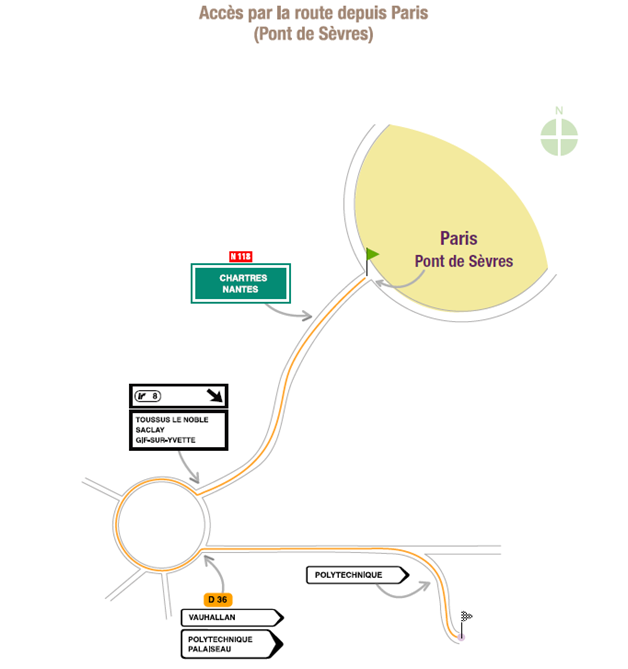 Accès par la route depuis Paris
(Pont de Sèvres)
N
Paris
Pont de Sèvres
N 118
CHARTRES
NANTES
8
TOUSSUS LE NOBLE
SACLAY
GIF-SUR-YVETTE
POLYTECHNIQUE
D 36
VAUHALLAN
POLYTECHNIQUE
PALAISEAU